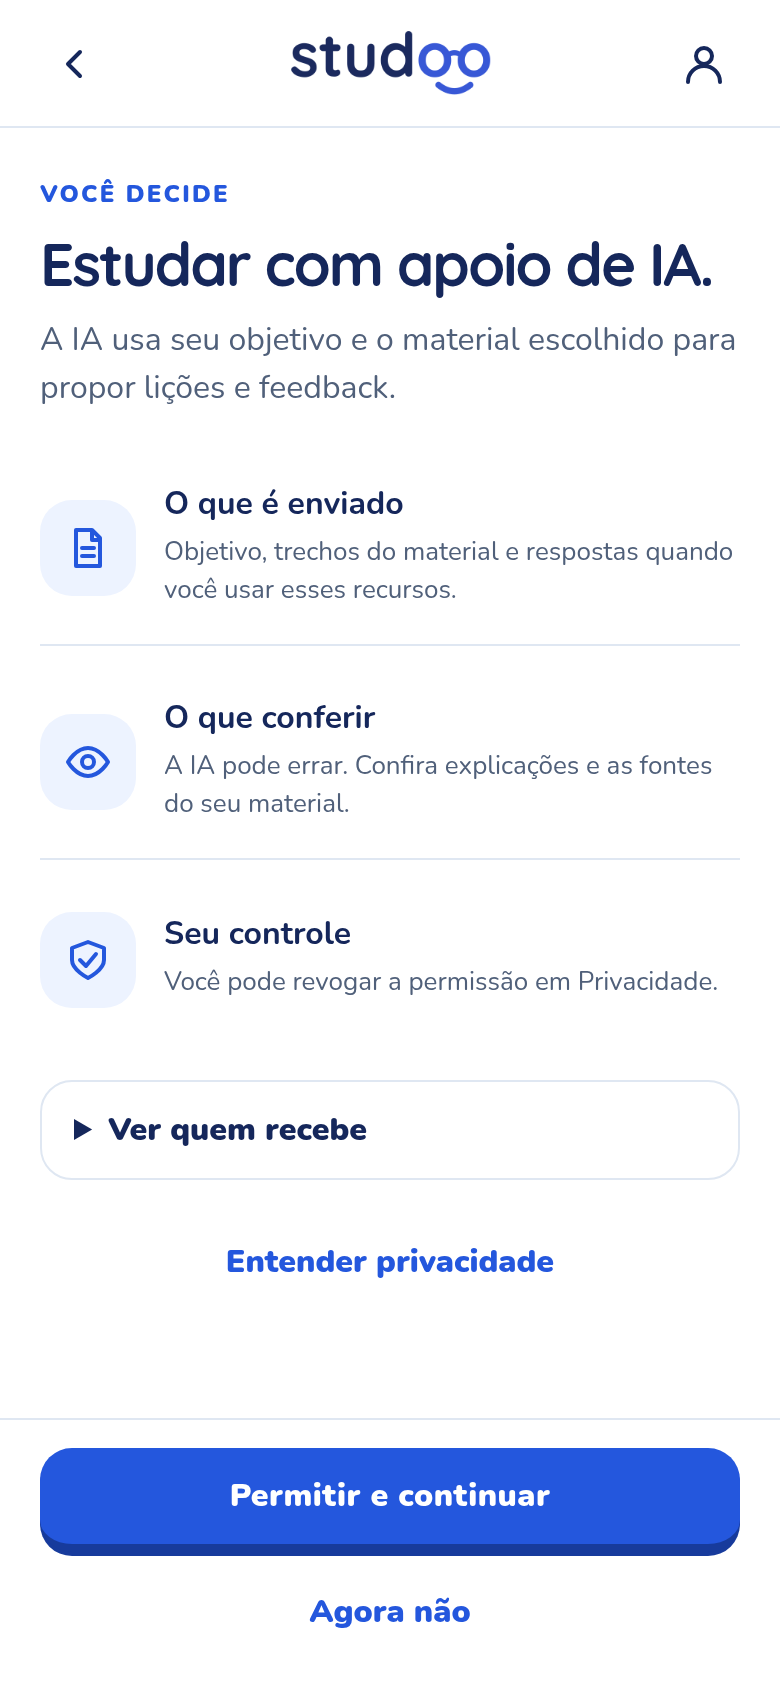 studoo
VOCÊ DECIDE
Estudar com apoio de IA.
A IA usa seu objetivo e o material escolhido para
propor lições e feedback.
O que é enviado
Objetivo, trechos do material e respostas quando
você usar esses recursos.
O que conferir
A IA pode errar. Confira explicações e as fontes
do seu material.
Seu controle
Você pode revogar a permissão em Privacidade.
Ver quem recebe
Entender privacidade
Permitir e continuar
Agora não